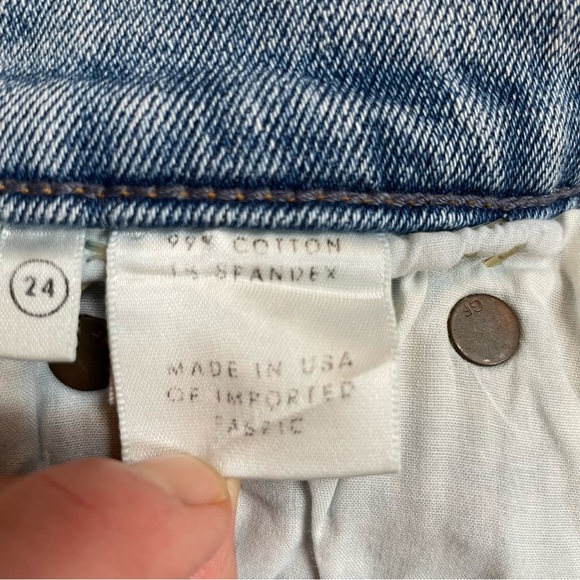 99% COTTON
1% SPANDEX
24
MADE IN USA
OF IMPORTED
FABRIC